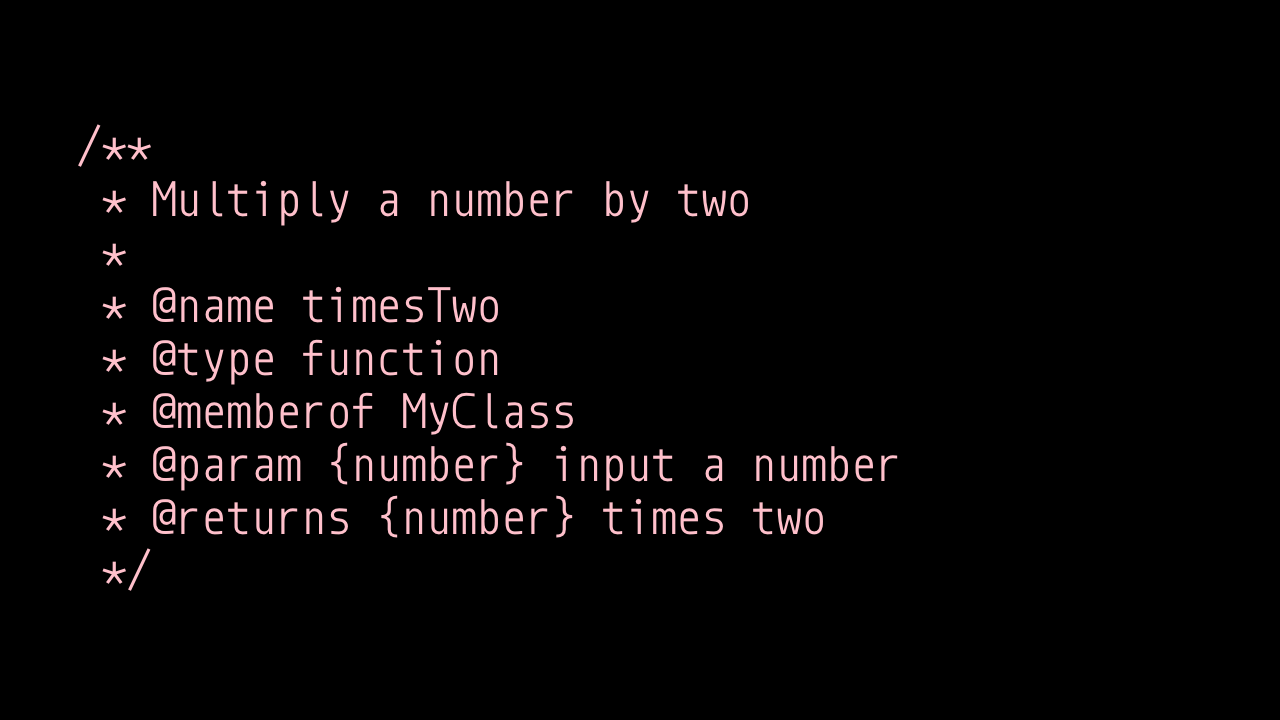 /**
 * Multiply a number by two
 *
 * @name timesTwo
 * @type function
 * @memberof MyClass
 * @param {number} input a number
 * @returns {number} times two
 */